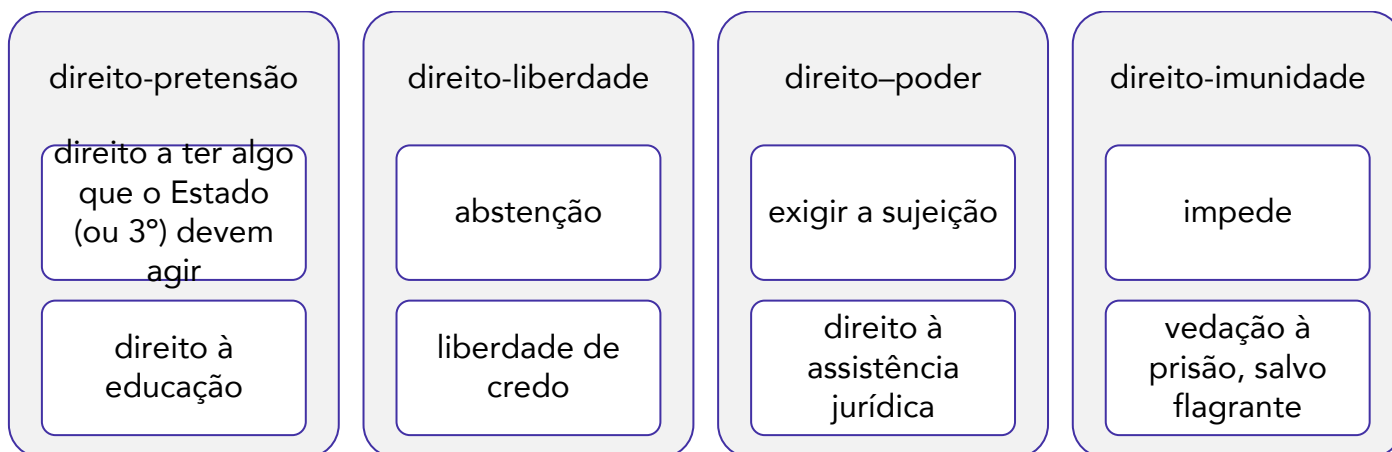 direito-pretensão
direito a ter algo
que o Estado
(ou 3º) devem
agir
direito à
educação
direito-liberdade
abstenção
liberdade de
credo
direito–poder
exigir a sujeição
direito à
assistência
jurídica
direito-imunidade
impede
vedação à
prisão, salvo
flagrante